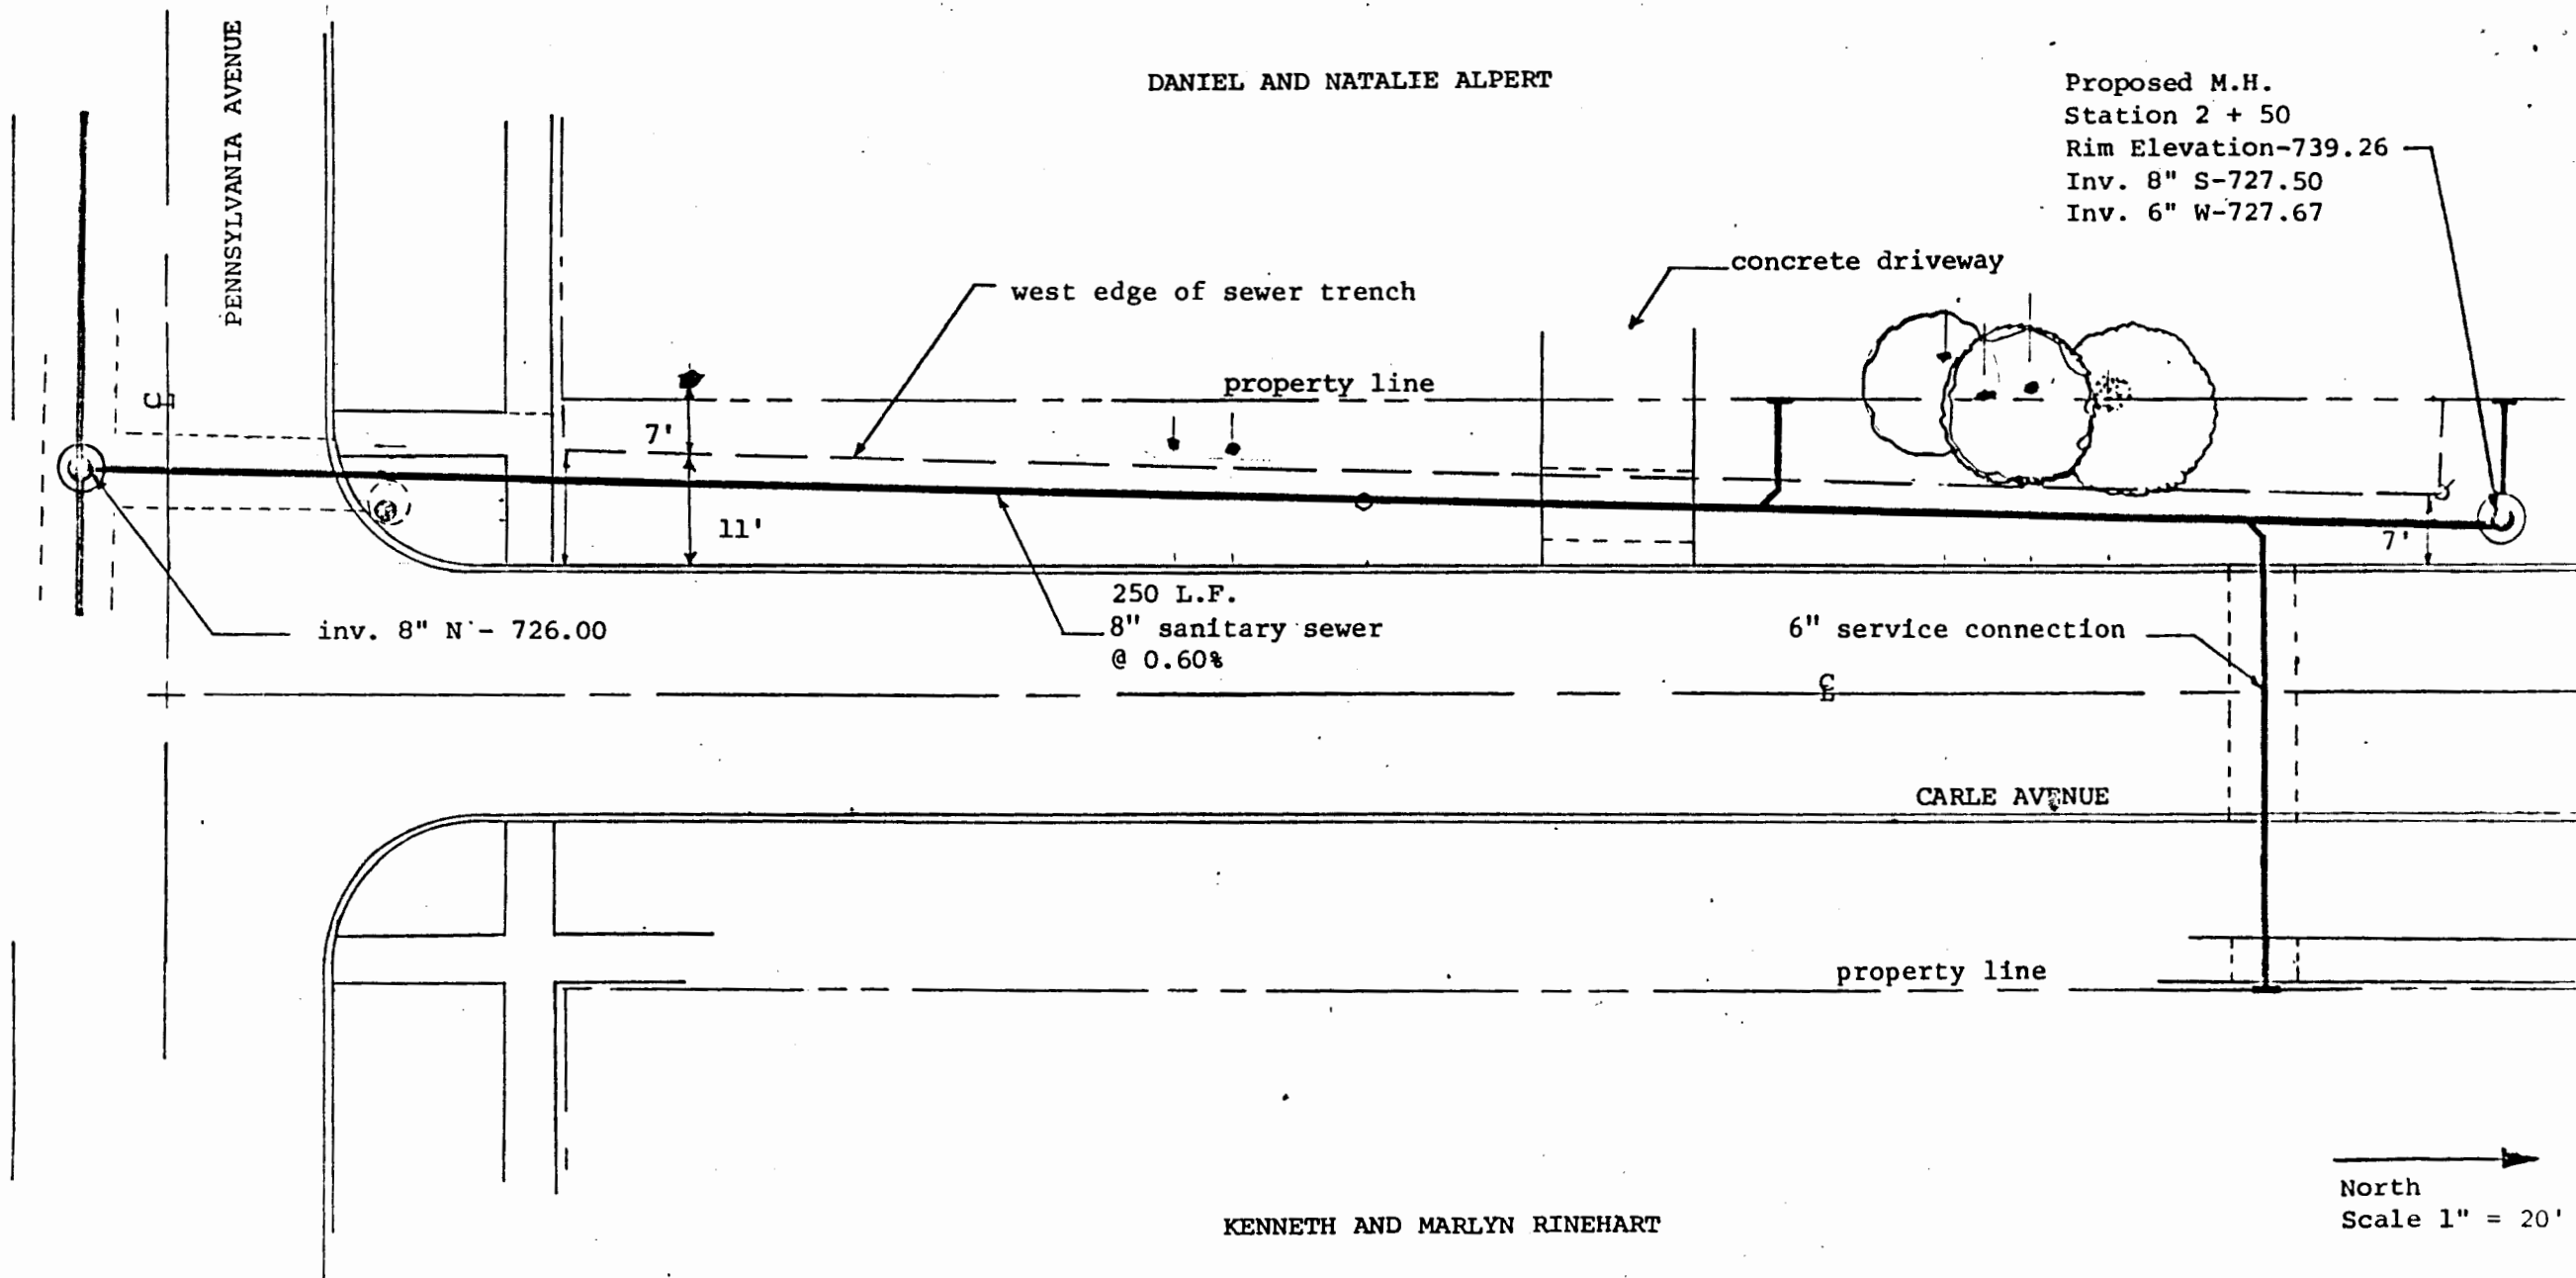 PENNSYLVANIA AVENUE
DANIEL AND NATALIE ALPERT
Proposed M.H.
Station 2 + 50
Rim Elevation-739.26
Inv. 8" S-727.50
Inv. 6" W-727.67
concrete driveway
west edge of sewer trench
property line
7'
11'
7'
CL
inv. 8" N - 726.00
250 L.F.
8" sanitary sewer
@ 0.60%
6" service connection
CL
CARLE AVENUE
property line
KENNETH AND MARLYN RINEHART
North
Scale 1" = 20'